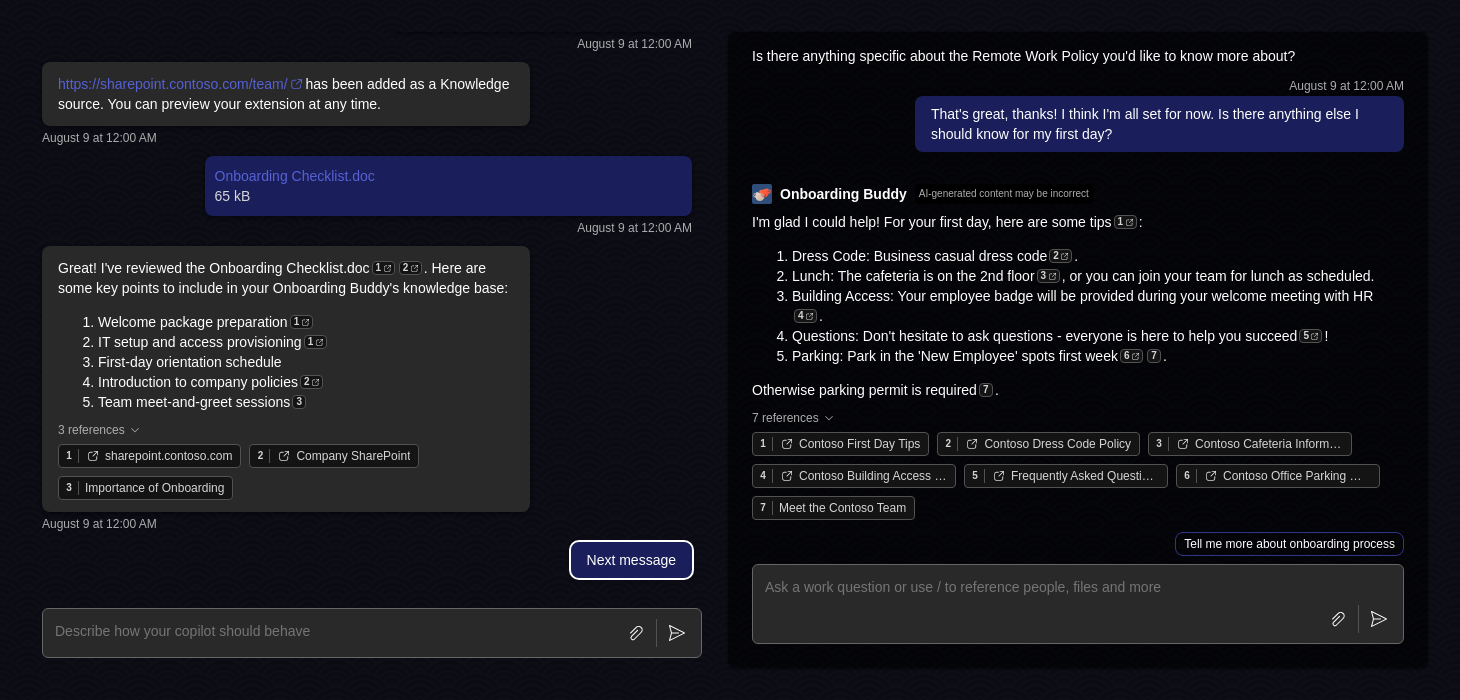 August 9 at 12:00 AM
https://sharepoint.contoso.com/team/ has been added as a Knowledge
source. You can preview your extension at any time.
August 9 at 12:00 AM
Onboarding Checklist.doc
65 kB
August 9 at 12:00 AM
Great! I've reviewed the Onboarding Checklist.doc 1 2 . Here are
some key points to include in your Onboarding Buddy's knowledge base:
1. Welcome package preparation 1
2. IT setup and access provisioning 1
3. First-day orientation schedule
4. Introduction to company policies 2
5. Team meet-and-greet sessions 3
3 references
1 sharepoint.contoso.com 2 Company SharePoint
3 Importance of Onboarding
August 9 at 12:00 AM
Next message
Describe how your copilot should behave
Is there anything specific about the Remote Work Policy you'd like to know more about?
August 9 at 12:00 AM
That's great, thanks! I think I'm all set for now. Is there anything else I
should know for my first day?
Onboarding Buddy AI-generated content may be incorrect
I'm glad I could help! For your first day, here are some tips 1 :
1. Dress Code: Business casual dress code 2 .
2. Lunch: The cafeteria is on the 2nd floor 3 , or you can join your team for lunch as scheduled.
3. Building Access: Your employee badge will be provided during your welcome meeting with HR
4 .
4. Questions: Don't hesitate to ask questions - everyone is here to help you succeed 5 !
5. Parking: Park in the 'New Employee' spots first week 6 7 .
Otherwise parking permit is required 7 .
7 references
1 Contoso First Day Tips 2 Contoso Dress Code Policy 3 Contoso Cafeteria Inform…
4 Contoso Building Access … 5 Frequently Asked Questi… 6 Contoso Office Parking …
7 Meet the Contoso Team
Tell me more about onboarding process
Ask a work question or use / to reference people, files and more